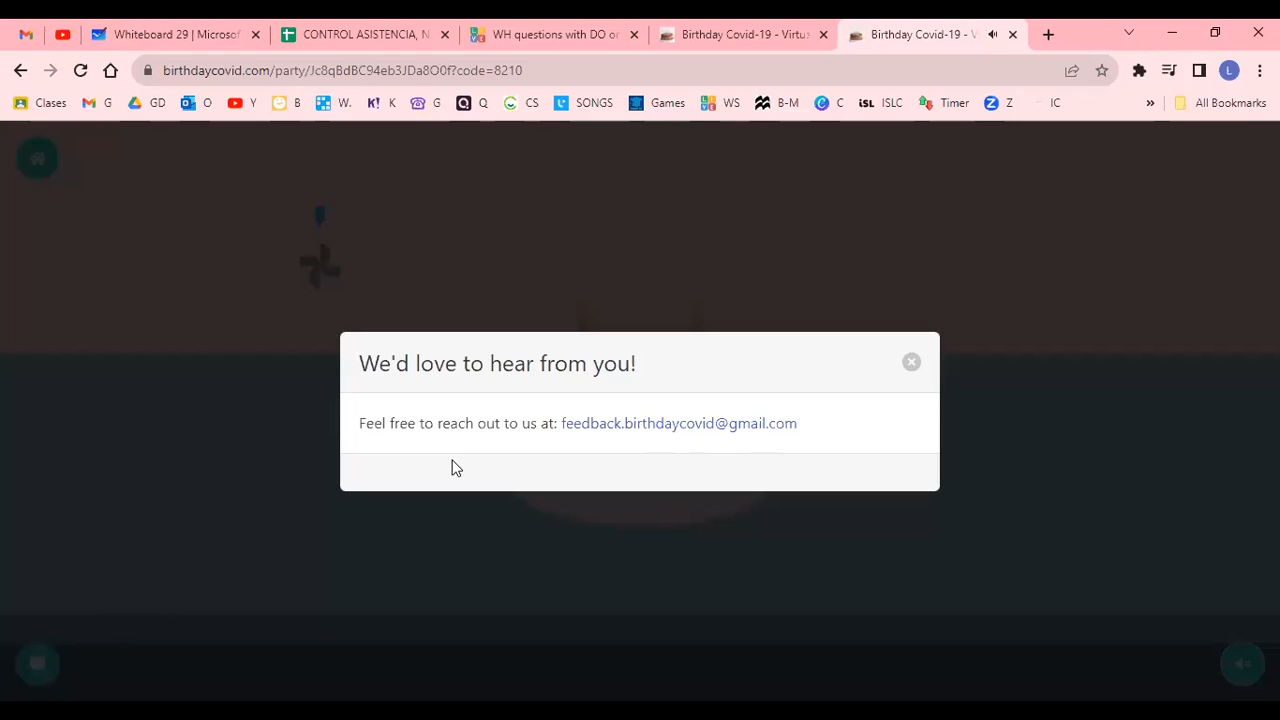 Whiteboard 29 | Microsof
CONTROL ASISTENCIA, N
WH questions with DO or
Birthday Covid-19 - Virtu
Birthday Covid-19 - V
birthdaycovid.com/party/Jc8qBdBC94eb3JDa8O0f?code=8210
L
Clases G GD O Y B W. K G Q CS SONGS Games WS B-M C ISLC Timer Z IC » All Bookmarks
We'd love to hear from you!
Feel free to reach out to us at: feedback.birthdaycovid@gmail.com